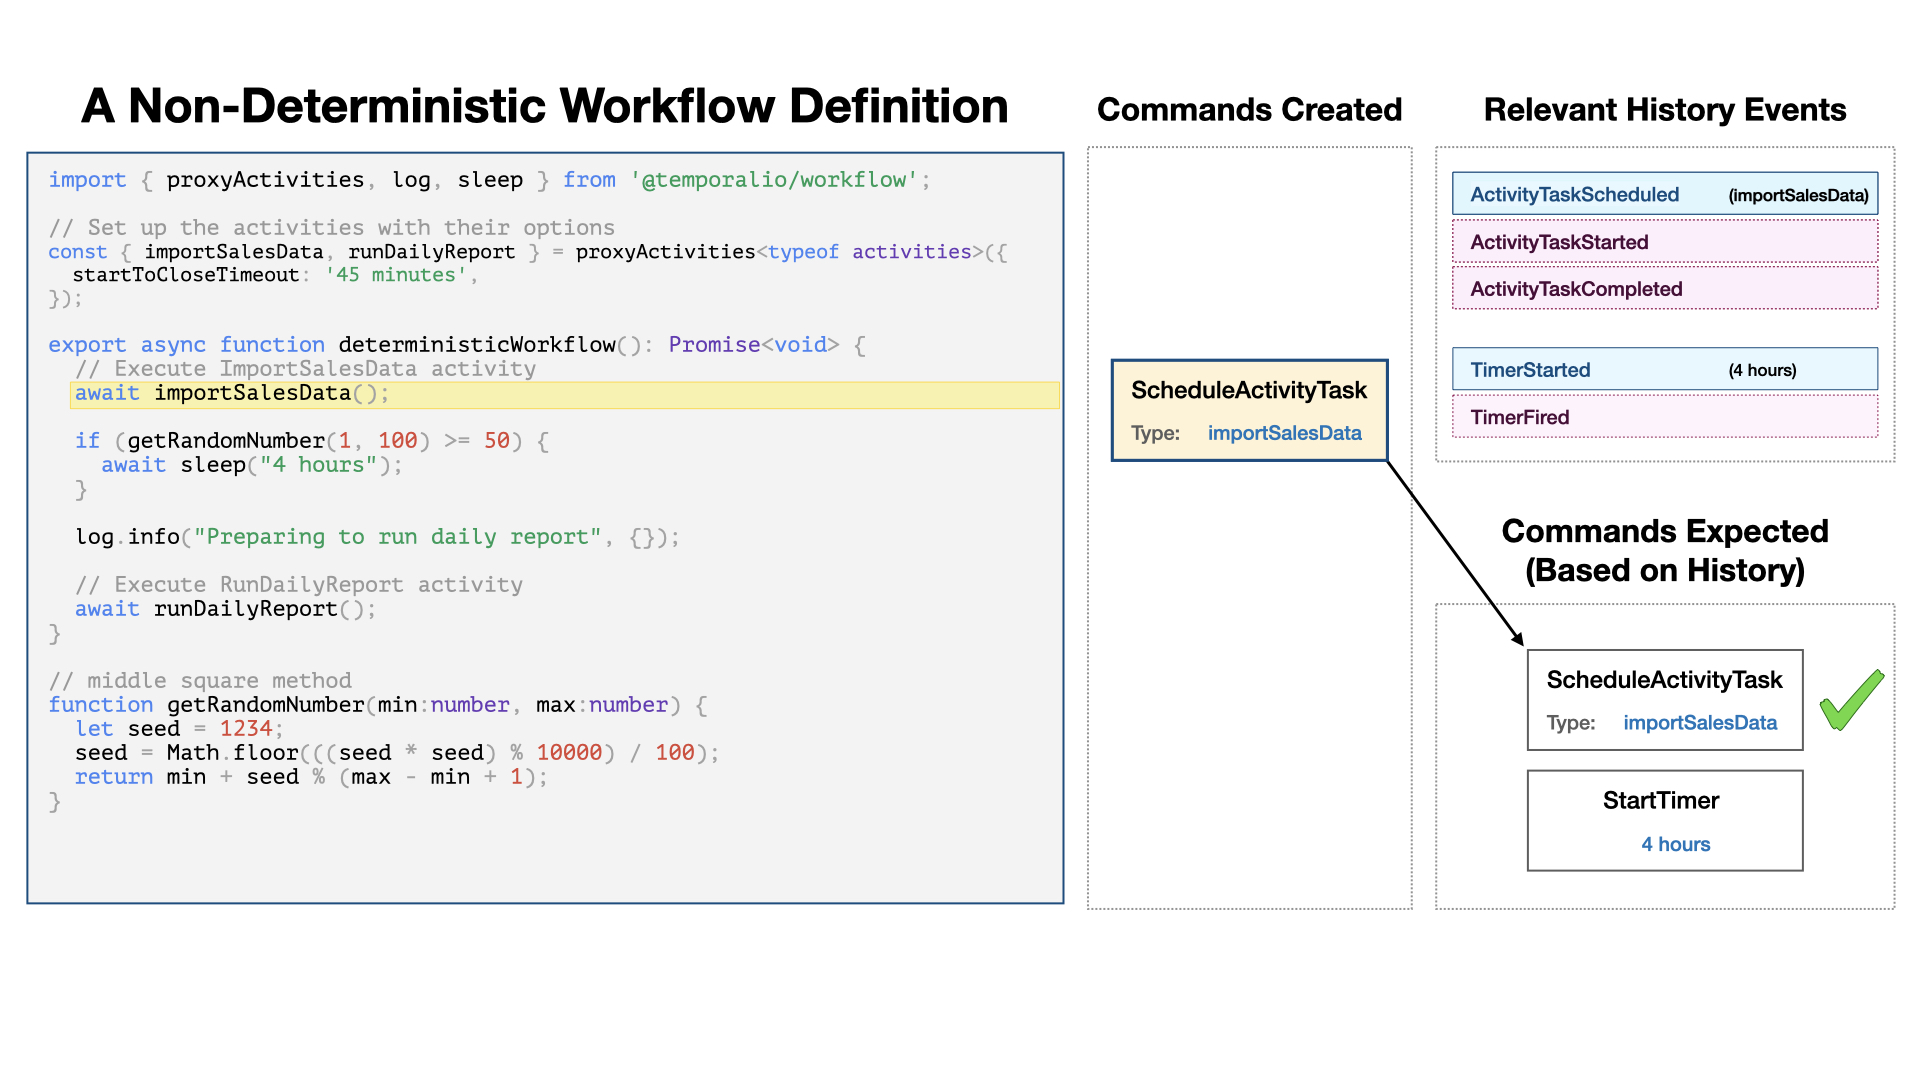 A Non-Deterministic Workflow Definition
import { proxyActivities, log, sleep } from '@temporalio/workflow';
// Set up the activities with their options
const { importSalesData, runDailyReport } = proxyActivities<typeof activities>({
  startToCloseTimeout: '45 minutes',
});
export async function deterministicWorkflow(): Promise<void> {
  // Execute ImportSalesData activity
  await importSalesData();
  if (getRandomNumber(1, 100) >= 50) {
    await sleep("4 hours");
  }
  log.info("Preparing to run daily report", {});
  // Execute RunDailyReport activity
  await runDailyReport();
}
// middle square method
function getRandomNumber(min:number, max:number) {
  let seed = 1234;
  seed = Math.floor(((seed * seed) % 10000) / 100);
  return min + seed % (max - min + 1);
}
Commands Created
ScheduleActivityTask
Type: importSalesData
Relevant History Events
ActivityTaskScheduled (importSalesData)
ActivityTaskStarted
ActivityTaskCompleted
TimerStarted (4 hours)
TimerFired
Commands Expected
(Based on History)
ScheduleActivityTask
Type: importSalesData
StartTimer
4 hours